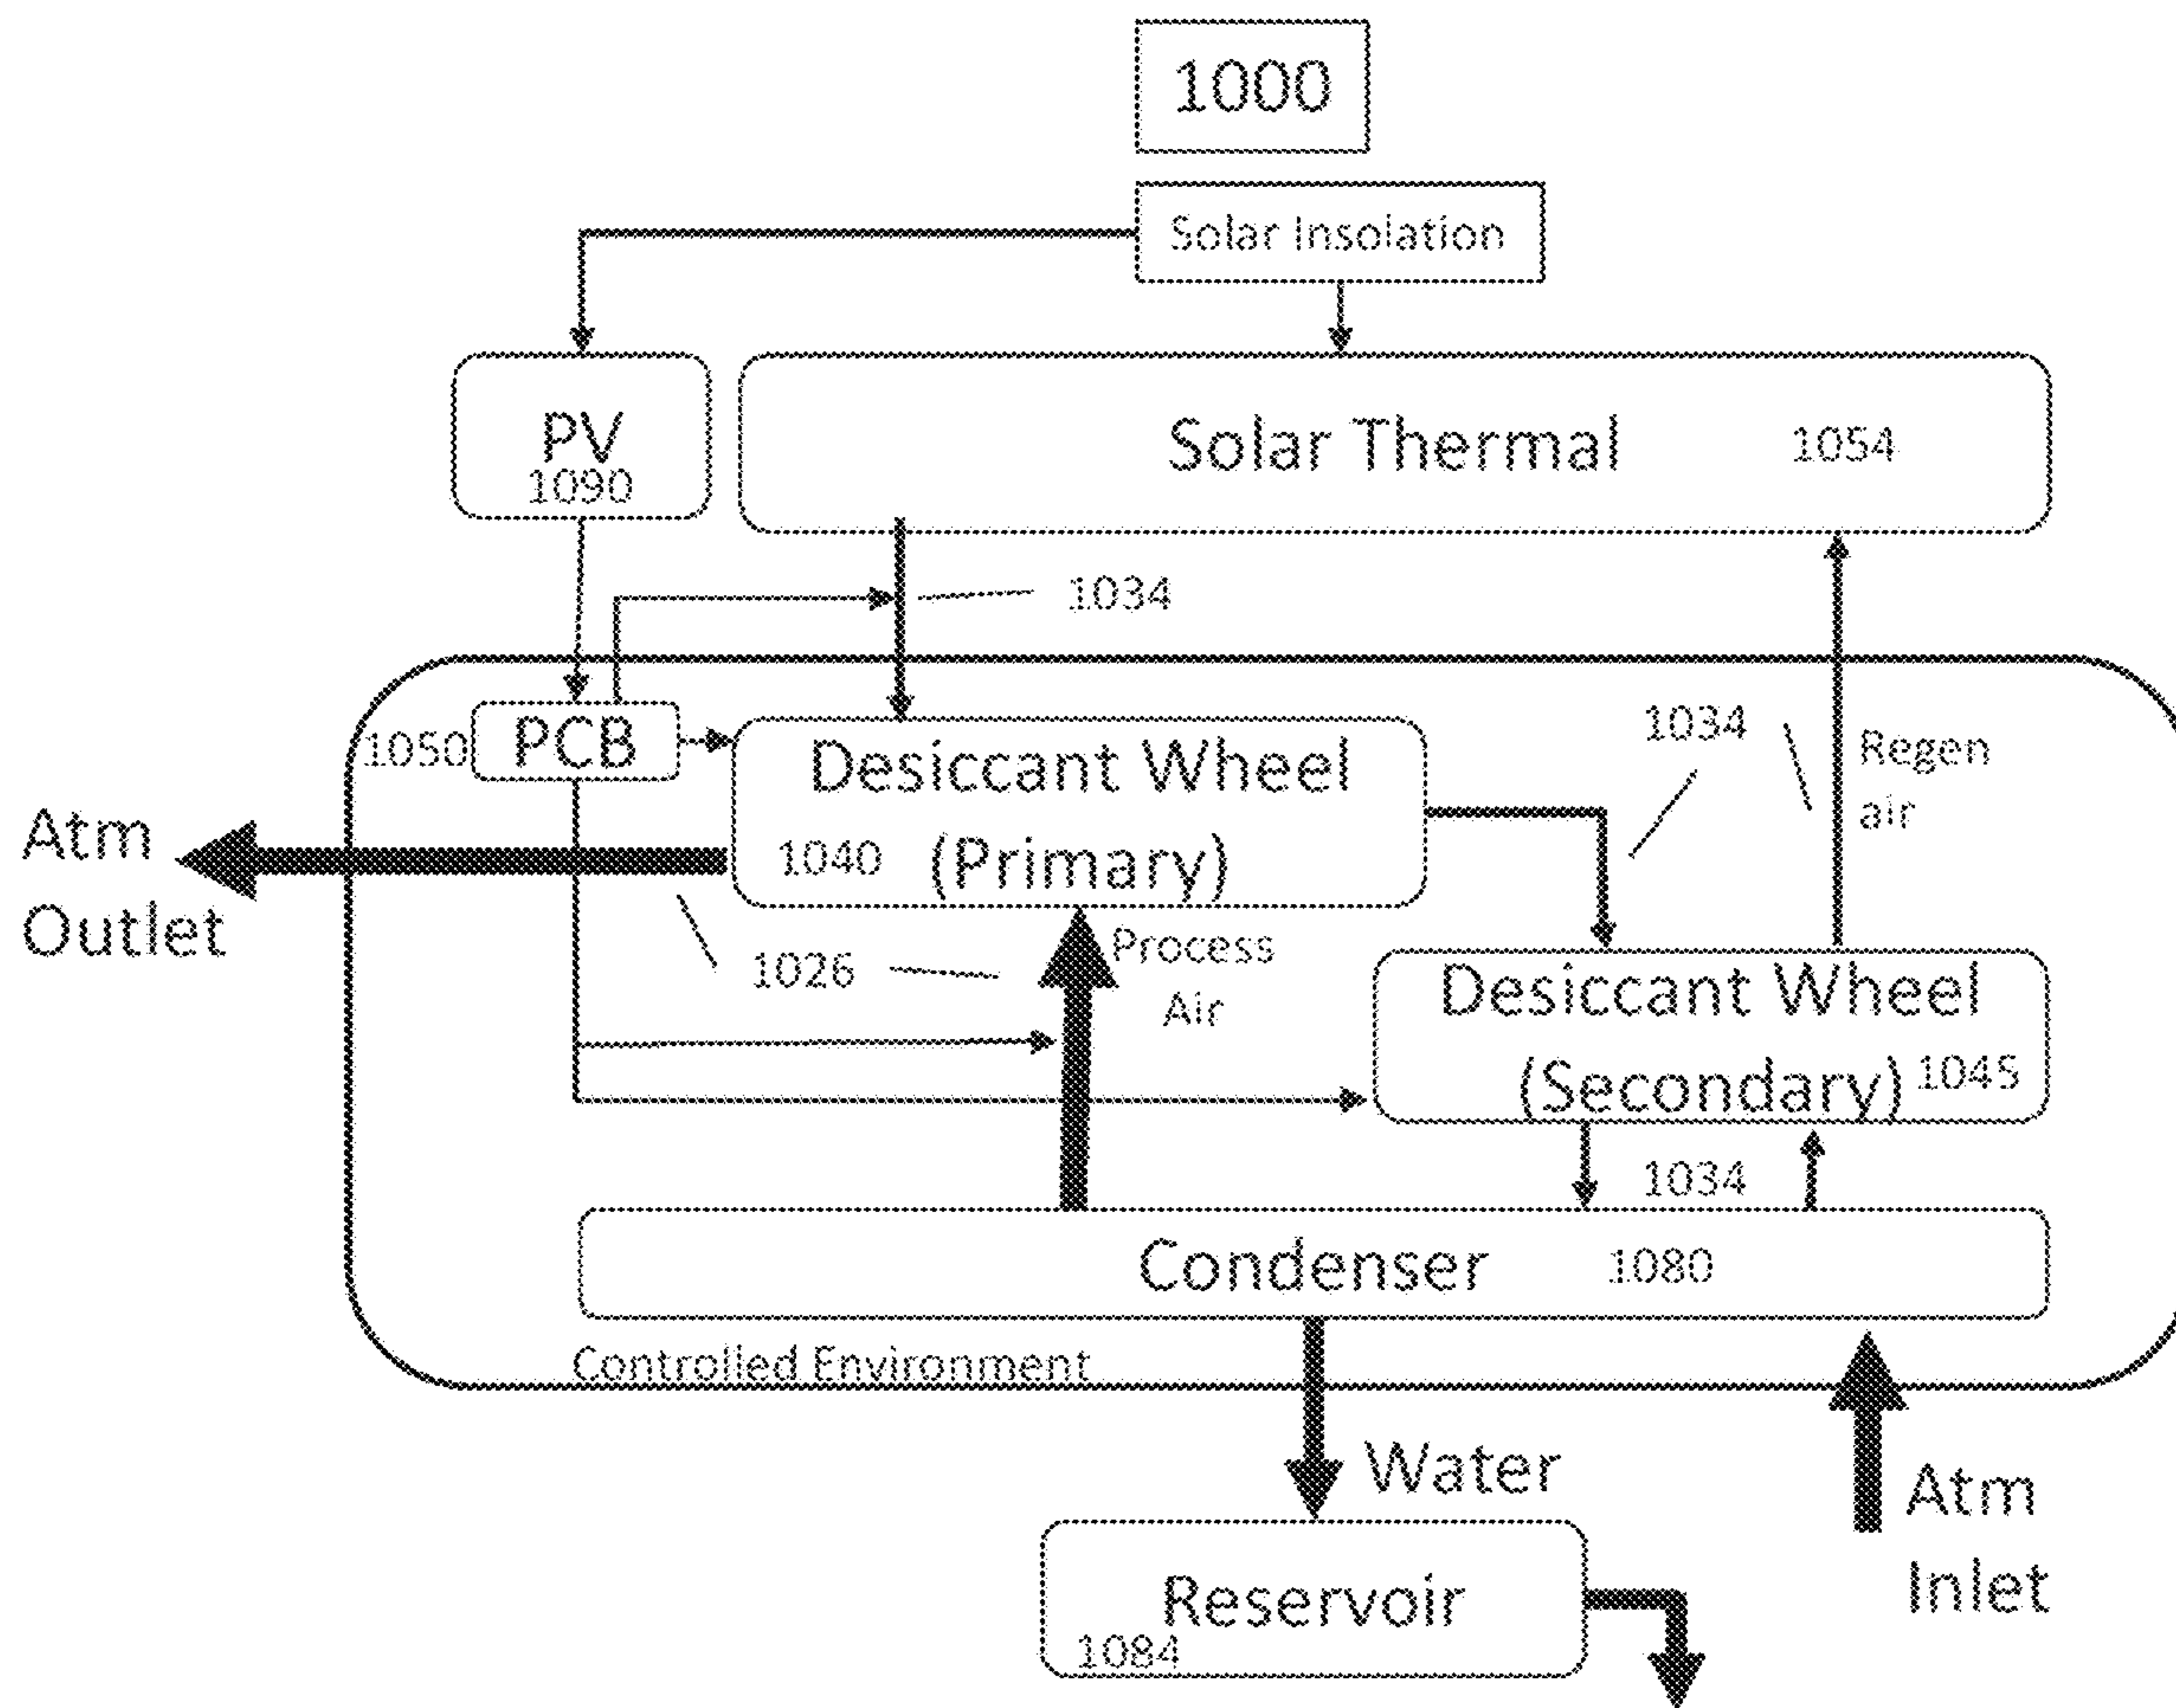 1000
Solar Insolation
PV
1090
Solar Thermal 1054
1034
1050 PCB
Desiccant Wheel
1040 (Primary)
1034
Regen
air
Atm
Outlet
1026
Process
Air
Desiccant Wheel
(Secondary) 1045
1034
Condenser 1080
Controlled Environment
Water
Atm
Inlet
Reservoir
1084